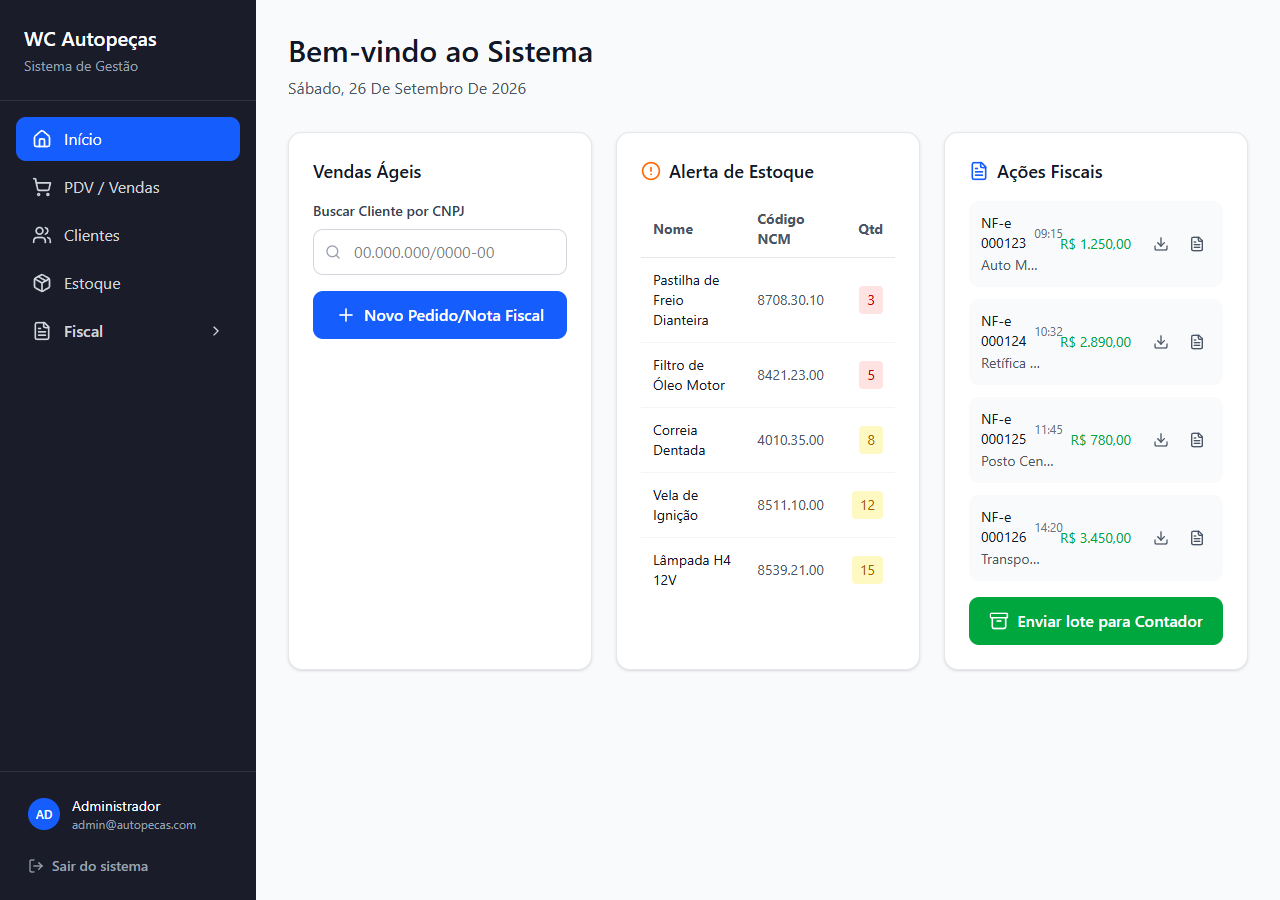 WC Autopeças
Sistema de Gestão
Início
PDV / Vendas
Clientes
Estoque
Fiscal
AD
Administrador
admin@autopecas.com
Sair do sistema
Bem-vindo ao Sistema
Sábado, 26 De Setembro De 2026
Vendas Ágeis
Buscar Cliente por CNPJ
00.000.000/0000-00
Novo Pedido/Nota Fiscal
Alerta de Estoque
Nome Código NCM Qtd
Pastilha de Freio Dianteira 8708.30.10 3
Filtro de Óleo Motor 8421.23.00 5
Correia Dentada 4010.35.00 8
Vela de Ignição 8511.10.00 12
Lâmpada H4 12V 8539.21.00 15
Ações Fiscais
NF-e 000123 09:15 R$ 1.250,00
Auto M...
NF-e 000124 10:32 R$ 2.890,00
Retífica ...
NF-e 000125 11:45 R$ 780,00
Posto Cen...
NF-e 000126 14:20 R$ 3.450,00
Transpo...
Enviar lote para Contador